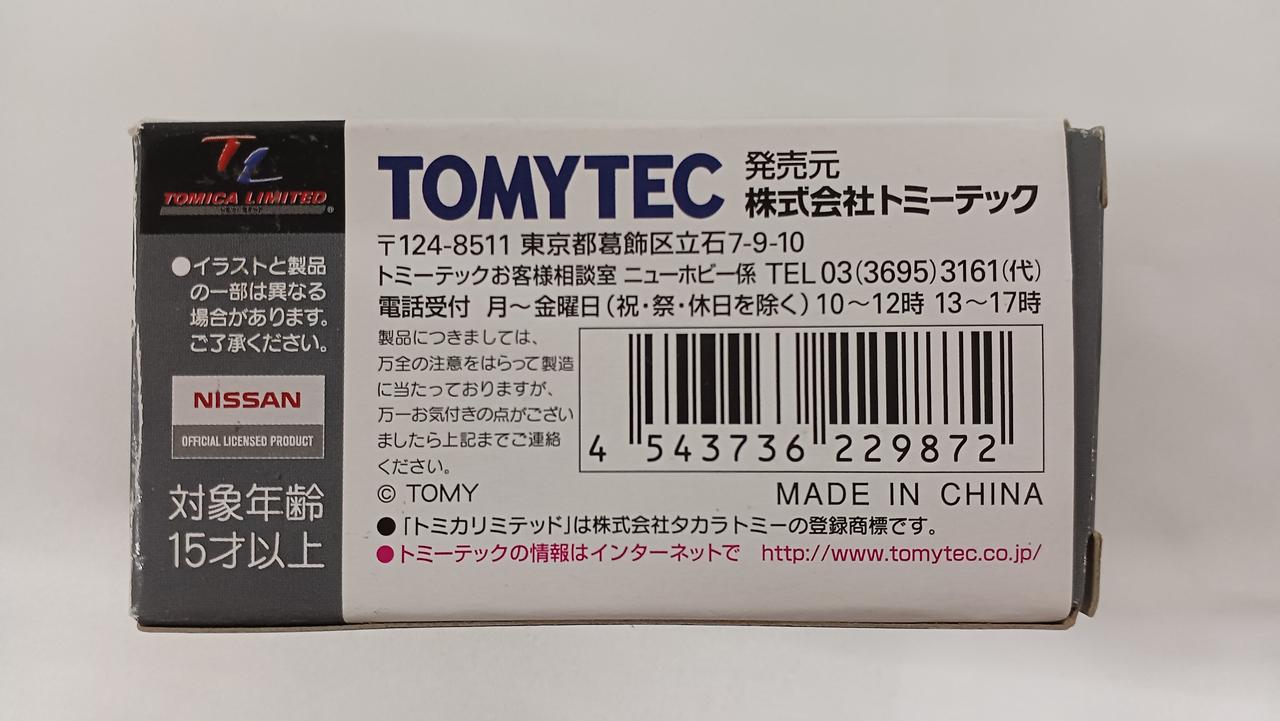 TL
TOMICA LIMITED
●イラストと製品
の一部は異なる
場合があります。
ご了承ください。
NISSAN
OFFICIAL LICENSED PRODUCT
対象年齢
15才以上
TOMYTEC
発売元
株式会社トミーテック
〒124-8511 東京都葛飾区立石7-9-10
トミーテックお客様相談室 ニューホビー係 TEL 03(3695)3161(代)
電話受付 月～金曜日(祝・祭・休日を除く) 10～12時 13～17時
製品につきましては、
万全の注意をはらって製造
に当たっておりますが、
万一お気付きの点がござい
ましたら上記までご連絡
ください。
4 543736 229872
© TOMY
MADE IN CHINA
●「トミカリミテッド」は株式会社タカラトミーの登録商標です。
●トミーテックの情報はインターネットで http://www.tomytec.co.jp/